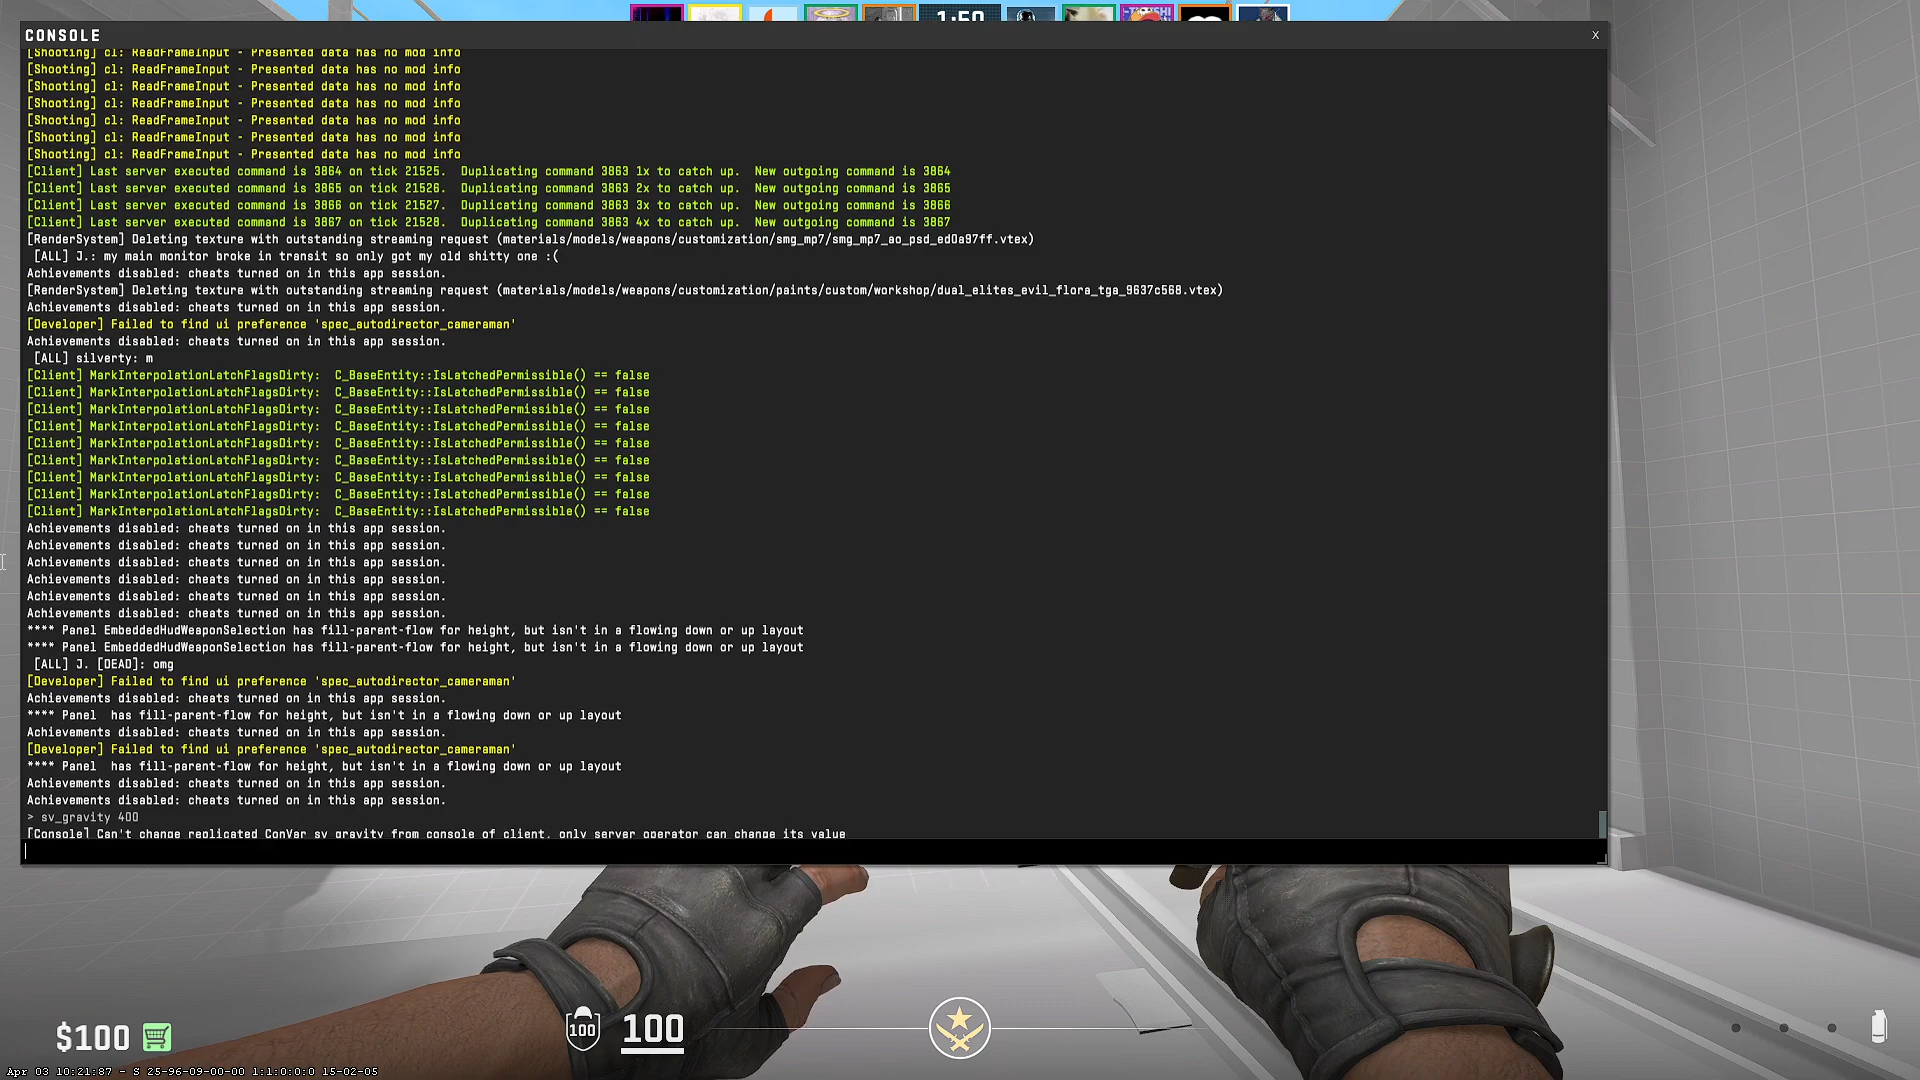 1:50
CONSOLE
X
[Shooting] cl: ReadFrameInput - Presented data has no mod info
[Shooting] cl: ReadFrameInput - Presented data has no mod info
[Shooting] cl: ReadFrameInput - Presented data has no mod info
[Shooting] cl: ReadFrameInput - Presented data has no mod info
[Shooting] cl: ReadFrameInput - Presented data has no mod info
[Shooting] cl: ReadFrameInput - Presented data has no mod info
[Shooting] cl: ReadFrameInput - Presented data has no mod info
[Client] Last server executed command is 3864 on tick 21525.  Duplicating command 3863 1x to catch up.  New outgoing command is 3864
[Client] Last server executed command is 3865 on tick 21526.  Duplicating command 3863 2x to catch up.  New outgoing command is 3865
[Client] Last server executed command is 3866 on tick 21527.  Duplicating command 3863 3x to catch up.  New outgoing command is 3866
[Client] Last server executed command is 3867 on tick 21528.  Duplicating command 3863 4x to catch up.  New outgoing command is 3867
[RenderSystem] Deleting texture with outstanding streaming request (materials/models/weapons/customization/smg_mp7/smg_mp7_ao_psd_ed0a97ff.vtex)
[ALL] J.: my main monitor broke in transit so only got my old shitty one :(
Achievements disabled: cheats turned on in this app session.
[RenderSystem] Deleting texture with outstanding streaming request (materials/models/weapons/customization/paints/custom/workshop/dual_elites_evil_flora_tga_9637c568.vtex)
Achievements disabled: cheats turned on in this app session.
[Developer] Failed to find ui preference 'spec_autodirector_cameraman'
Achievements disabled: cheats turned on in this app session.
[ALL] silverty: m
[Client] MarkInterpolationLatchFlagsDirty:  C_BaseEntity::IsLatchedPermissible() == false
[Client] MarkInterpolationLatchFlagsDirty:  C_BaseEntity::IsLatchedPermissible() == false
[Client] MarkInterpolationLatchFlagsDirty:  C_BaseEntity::IsLatchedPermissible() == false
[Client] MarkInterpolationLatchFlagsDirty:  C_BaseEntity::IsLatchedPermissible() == false
[Client] MarkInterpolationLatchFlagsDirty:  C_BaseEntity::IsLatchedPermissible() == false
[Client] MarkInterpolationLatchFlagsDirty:  C_BaseEntity::IsLatchedPermissible() == false
[Client] MarkInterpolationLatchFlagsDirty:  C_BaseEntity::IsLatchedPermissible() == false
[Client] MarkInterpolationLatchFlagsDirty:  C_BaseEntity::IsLatchedPermissible() == false
[Client] MarkInterpolationLatchFlagsDirty:  C_BaseEntity::IsLatchedPermissible() == false
Achievements disabled: cheats turned on in this app session.
Achievements disabled: cheats turned on in this app session.
Achievements disabled: cheats turned on in this app session.
Achievements disabled: cheats turned on in this app session.
Achievements disabled: cheats turned on in this app session.
Achievements disabled: cheats turned on in this app session.
**** Panel EmbeddedHudWeaponSelection has fill-parent-flow for height, but isn't in a flowing down or up layout
**** Panel EmbeddedHudWeaponSelection has fill-parent-flow for height, but isn't in a flowing down or up layout
[ALL] J. [DEAD]: omg
[Developer] Failed to find ui preference 'spec_autodirector_cameraman'
Achievements disabled: cheats turned on in this app session.
**** Panel  has fill-parent-flow for height, but isn't in a flowing down or up layout
Achievements disabled: cheats turned on in this app session.
[Developer] Failed to find ui preference 'spec_autodirector_cameraman'
**** Panel  has fill-parent-flow for height, but isn't in a flowing down or up layout
Achievements disabled: cheats turned on in this app session.
Achievements disabled: cheats turned on in this app session.
> sv_gravity 400
[Console] Can't change replicated ConVar sv_gravity from console of client, only server operator can change its value
$100
100
100
Apr 03 10:21:87 - S 25-96-09-00-00 1:1:0:0:0 15-02-05